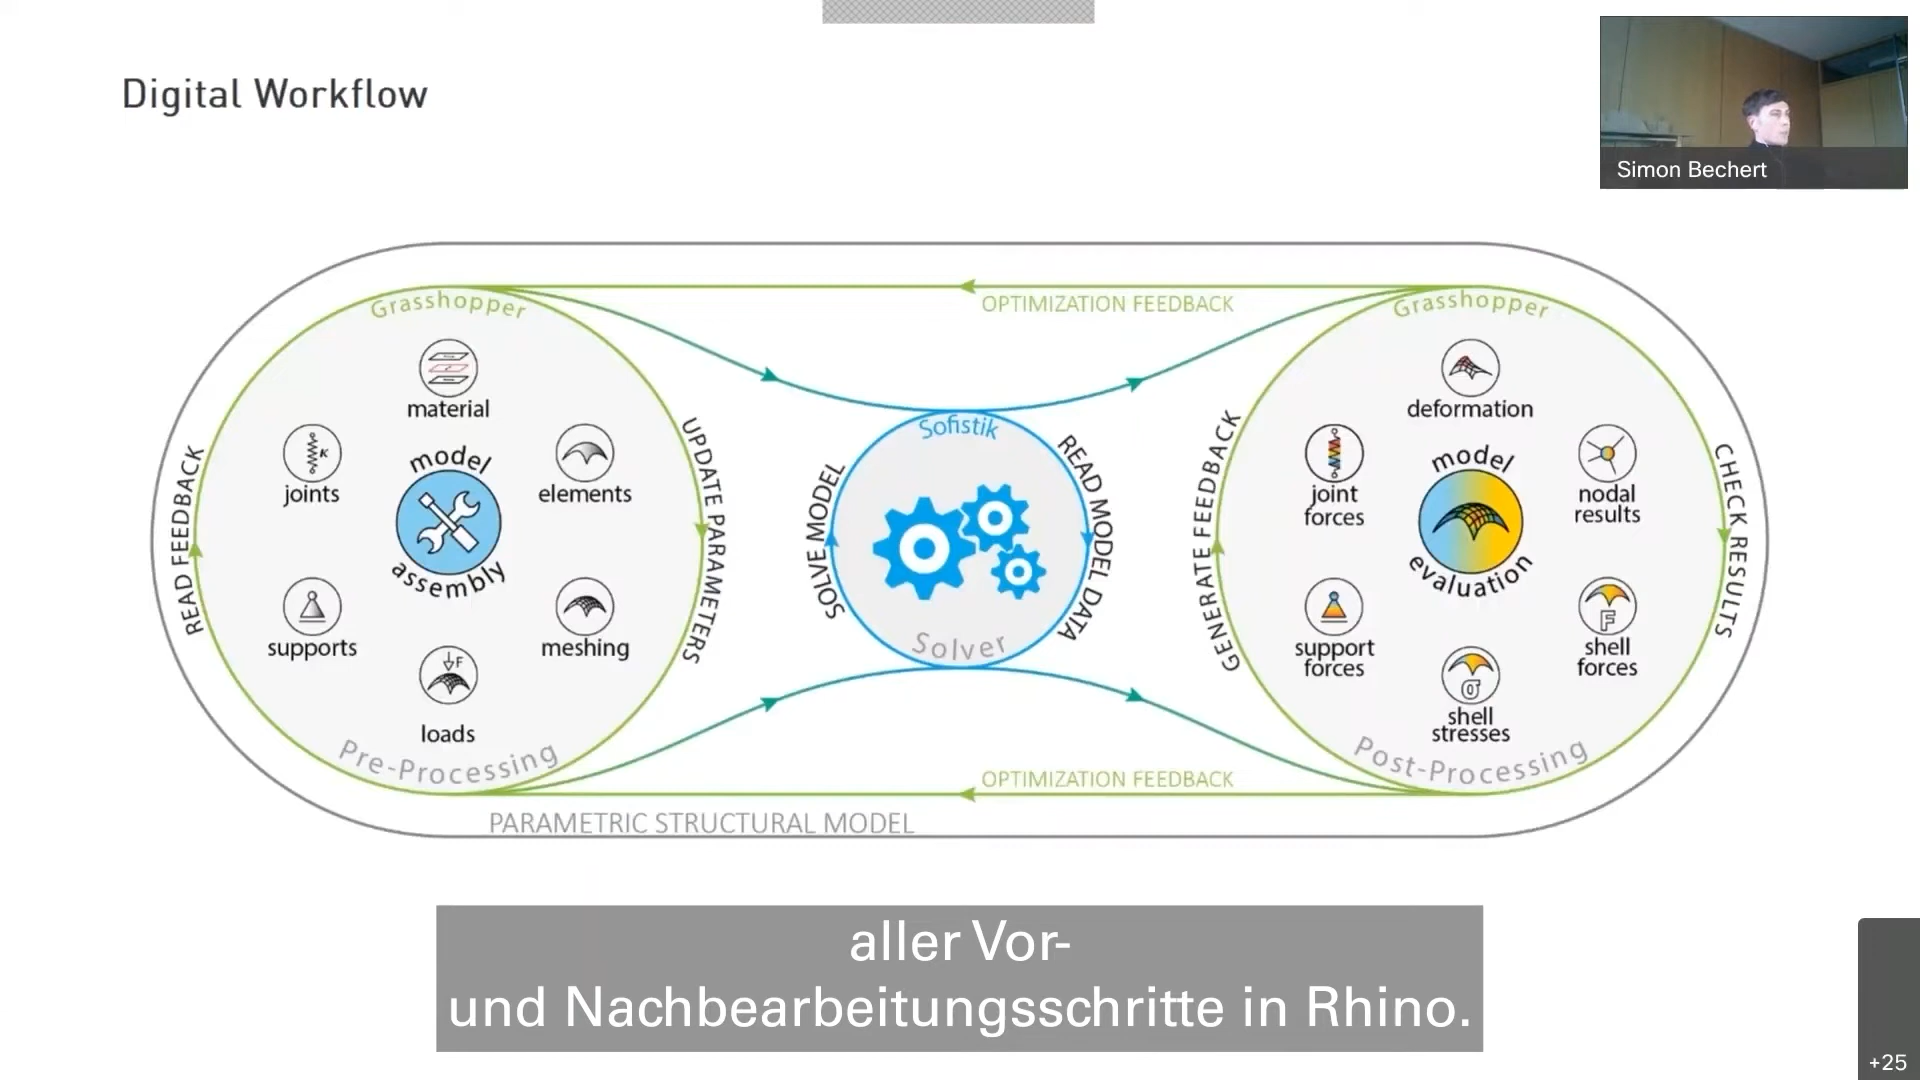 Digital Workflow
Simon Bechert
OPTIMIZATION FEEDBACK
Grasshopper
material
joints
elements
model
assembly
supports
meshing
F
loads
Pre-Processing
READ FEEDBACK
UPDATE PARAMETERS
K
Sofistik
SOLVE MODEL
READ MODEL DATA
Solver
Grasshopper
deformation
joint
forces
nodal
results
model
evaluation
support
forces
F
shell
forces
σ
shell
stresses
Post-Processing
GENERATE FEEDBACK
CHECK RESULTS
OPTIMIZATION FEEDBACK
PARAMETRIC STRUCTURAL MODEL
aller Vor-
und Nachbearbeitungsschritte in Rhino.
+25